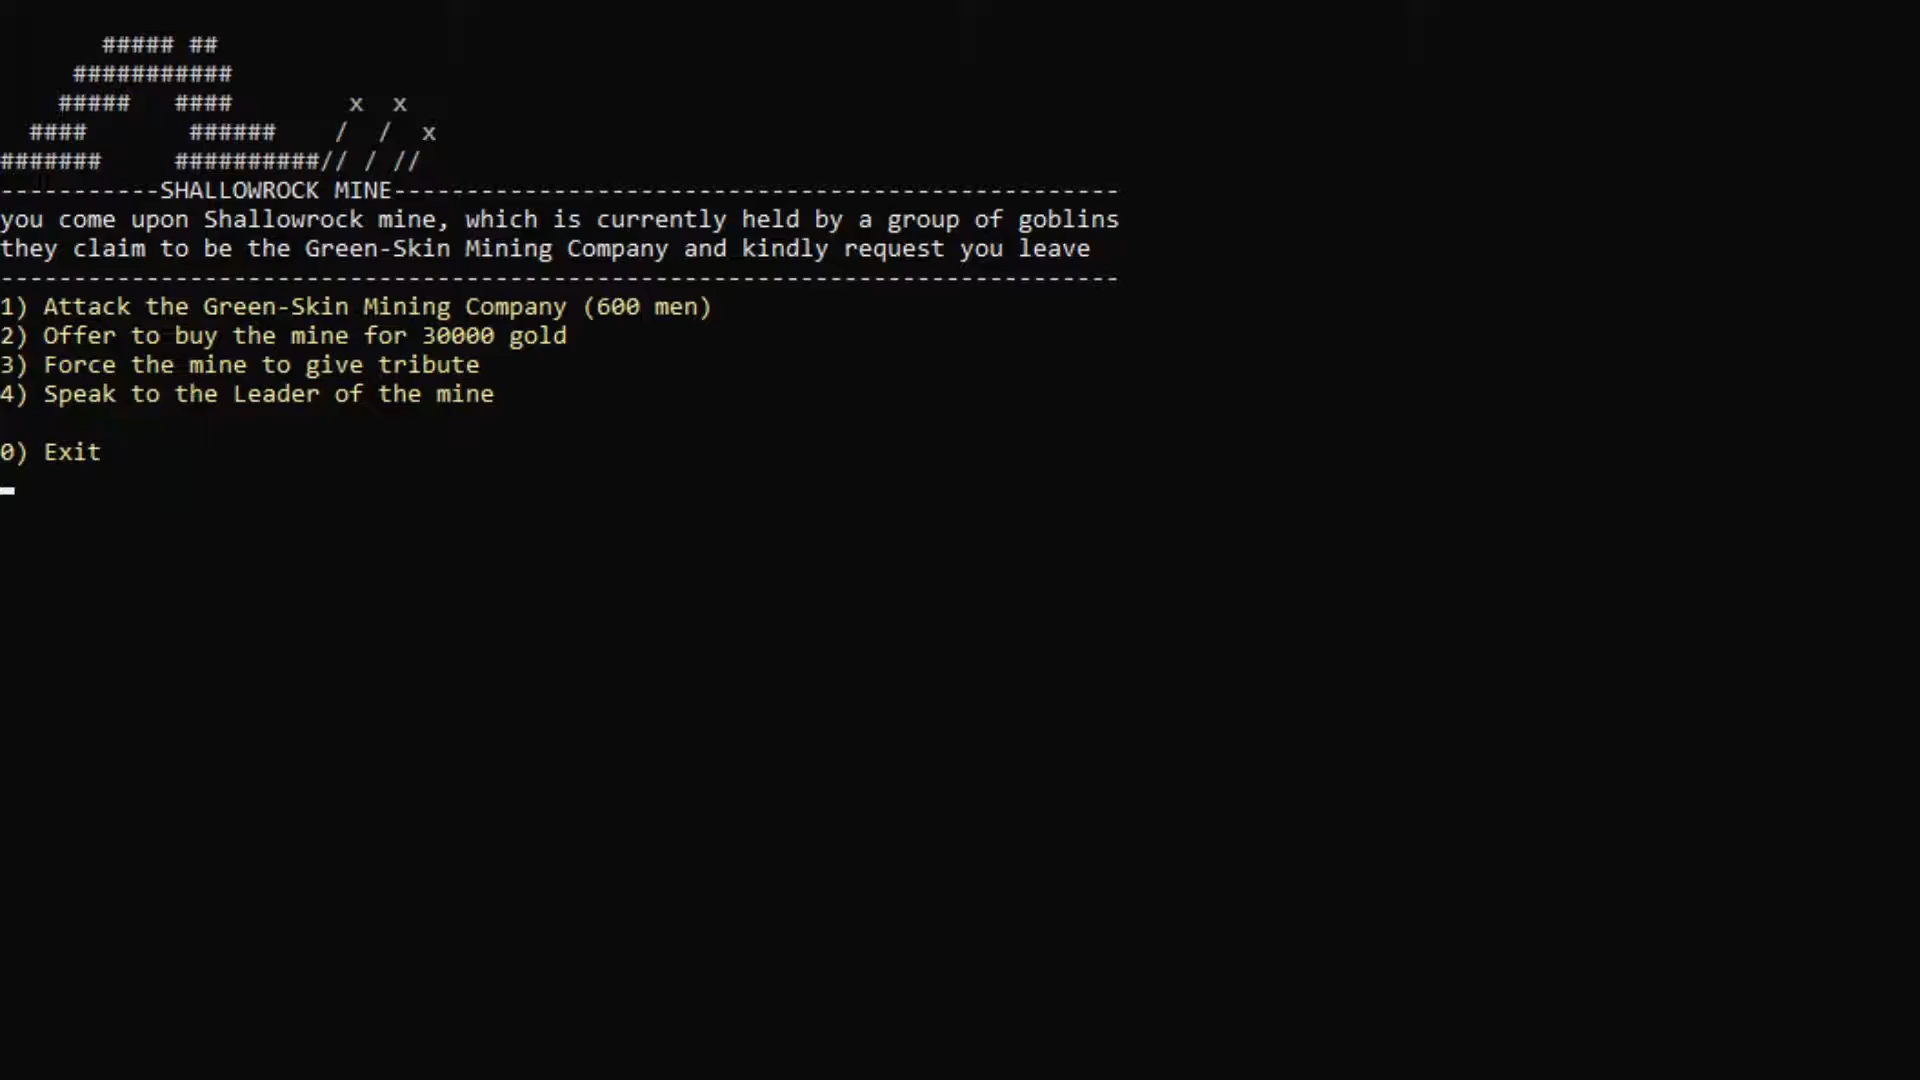 ##### ##
     ###########
    #####   ####        x  x
  ####       ######    /  /  x
#######     ##########// / //
-----------SHALLOWROCK MINE--------------------------------------------------
you come upon Shallowrock mine, which is currently held by a group of goblins
they claim to be the Green-Skin Mining Company and kindly request you leave
-----------------------------------------------------------------------------
1) Attack the Green-Skin Mining Company (600 men)
2) Offer to buy the mine for 30000 gold
3) Force the mine to give tribute
4) Speak to the Leader of the mine
0) Exit